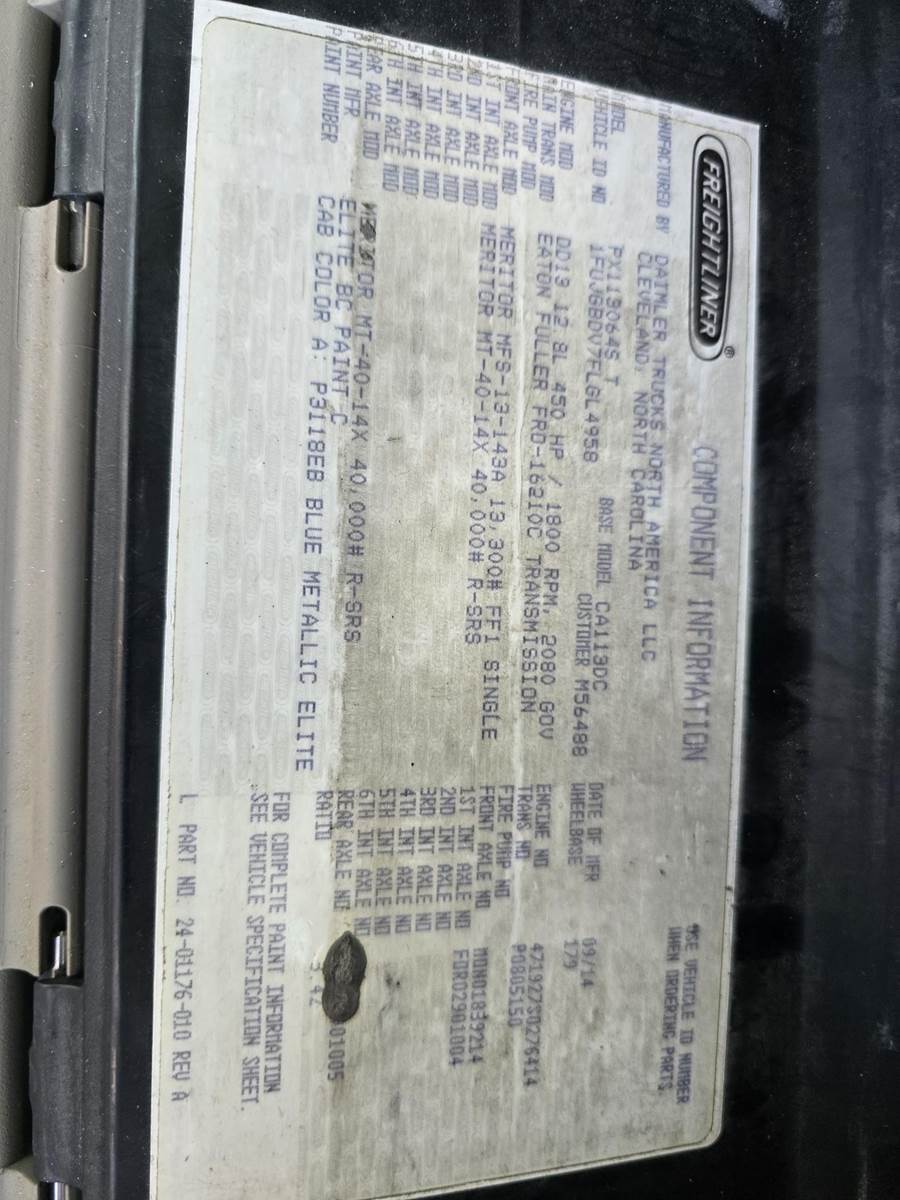 FREIGHTLINER® COMPONENT INFORMATION
USE VEHICLE ID NUMBER
WHEN ORDERING PARTS.
MANUFACTURED BY DAIMLER TRUCKS NORTH AMERICA LLC
CLEVELAND, NORTH CAROLINA
MODEL PX113064S T BASE MODEL CA113DC DATE OF MFR 09/14
VEHICLE ID NO 1FUJGBDV7FLGL4958 CUSTOMER M56488 WHEELBASE 179
ENGINE MOD DD13 12.8L 450 HP / 1800 RPM, 2080 GOV ENGINE NO 471927S0276414
MAIN TRANS MOD EATON FULLER FRO-16210C TRANSMISSION TRANS NO P0805150
FIRE PUMP MOD FIRE PUMP NO
FRONT AXLE MOD MERITOR MFS-13-143A 13,300# FF1 SINGLE FRONT AXLE NO MON01839214
1ST INT AXLE MOD MERITOR MT-40-14X 40,000# R-SRS 1ST INT AXLE NO FOR02901004
2ND INT AXLE MOD 2ND INT AXLE NO
3RD INT AXLE MOD 3RD INT AXLE NO
4TH INT AXLE MOD 4TH INT AXLE NO
5TH INT AXLE MOD 5TH INT AXLE NO
6TH INT AXLE MOD 6TH INT AXLE NO
REAR AXLE MOD MT-40-14X 40,000# R-SRS REAR AXLE NO 01005
PAINT MFR ELITE BC PAINT C RATIO 3.42
PAINT NUMBER CAB COLOR A: P3118EB BLUE METALLIC ELITE
FOR COMPLETE PAINT INFORMATION
SEE VEHICLE SPECIFICATION SHEET.
PART NO. 24-01176-010 REV A